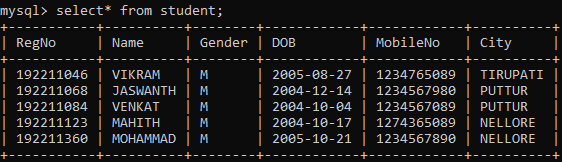 mysql> select* from student;
+-----------+----------+--------+------------+------------+----------+
| RegNo     | Name     | Gender | DOB        | MobileNo   | City     |
+-----------+----------+--------+------------+------------+----------+
| 192211046 | VIKRAM   | M      | 2005-08-27 | 1234765089 | TIRUPATI |
| 192211068 | JASWANTH | M      | 2004-12-14 | 1234567980 | PUTTUR   |
| 192211084 | VENKAT   | M      | 2004-10-04 | 1234567089 | PUTTUR   |
| 192211123 | MAHITH   | M      | 2004-10-17 | 1274365089 | NELLORE  |
| 192211360 | MOHAMMAD | M      | 2005-10-21 | 1234567890 | NELLORE  |
+-----------+----------+--------+------------+------------+----------+